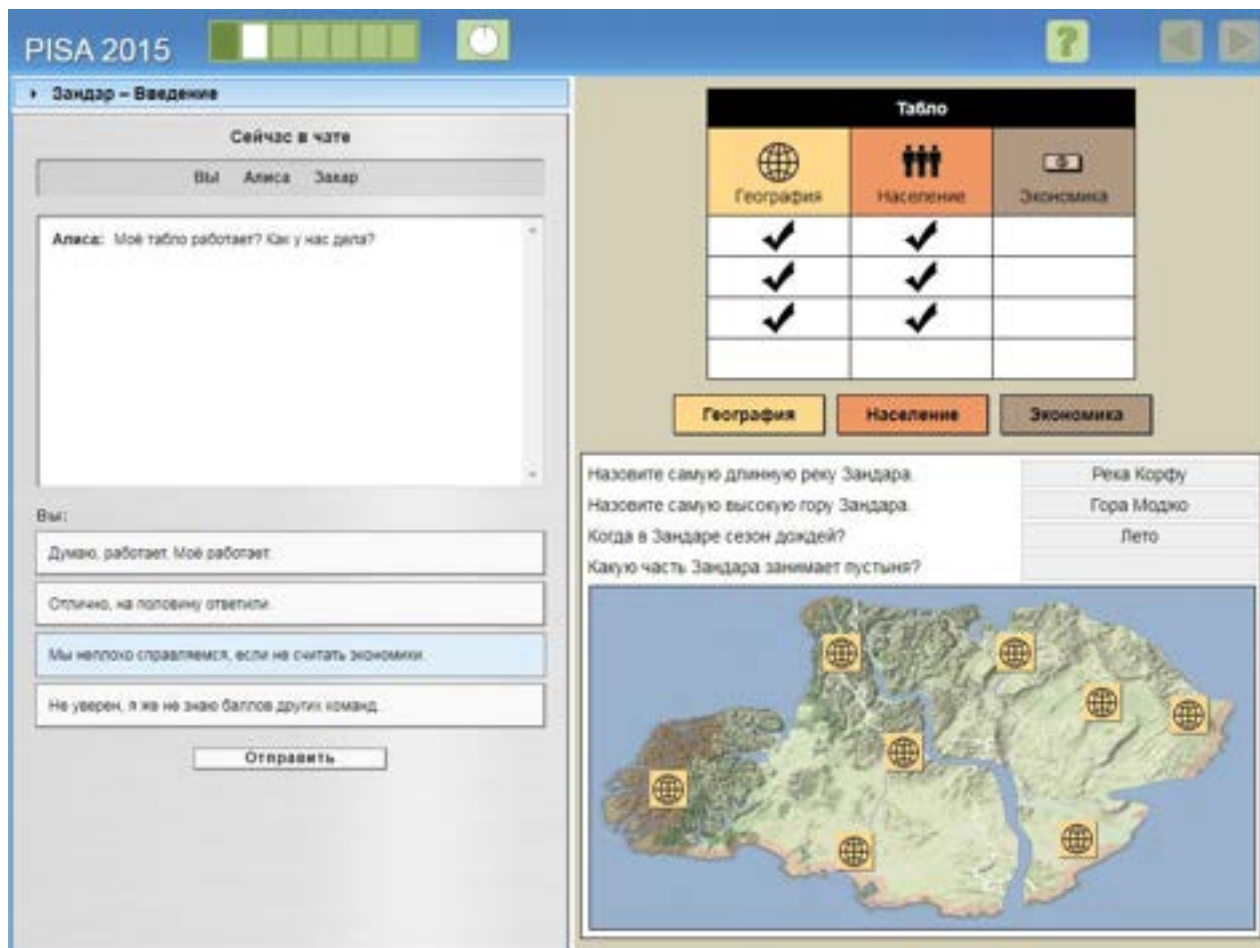 PISA 2015
?
Зандар – Введение
Сейчас в чате
ВЫ Алиса Захар
Алиса: Моё табло работает? Как у нас дела?
Вы:
Думаю, работает. Моё работает.
Отлично, на половину ответили.
Мы неплохо справляемся, если не считать экономики.
Не уверен, я же не знаю баллов других команд.
Отправить
Табло
География Население Экономика
География Население Экономика
Назовите самую длинную реку Зандара. Река Корфу
Назовите самую высокую гору Зандара. Гора Моджо
Когда в Зандаре сезон дождей? Лето
Какую часть Зандара занимает пустыня?